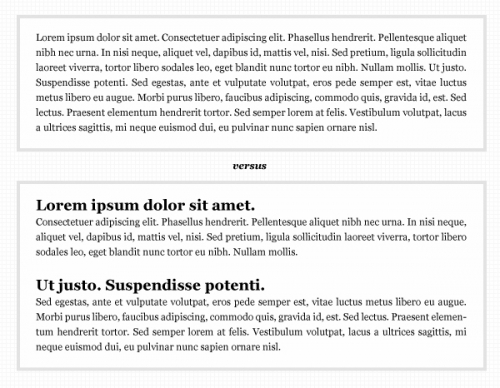 Lorem ipsum dolor sit amet. Consectetuer adipiscing elit. Phasellus hendrerit. Pellentesque aliquet
nibh nec urna. In nisi neque, aliquet vel, dapibus id, mattis vel, nisi. Sed pretium, ligula sollicitudin
laoreet viverra, tortor libero sodales leo, eget blandit nunc tortor eu nibh. Nullam mollis. Ut justo.
Suspendisse potenti. Sed egestas, ante et vulputate volutpat, eros pede semper est, vitae luctus
metus libero eu augue. Morbi purus libero, faucibus adipiscing, commodo quis, gravida id, est. Sed
lectus. Praesent elementum hendrerit tortor. Sed semper lorem at felis. Vestibulum volutpat, lacus
a ultrices sagittis, mi neque euismod dui, eu pulvinar nunc sapien ornare nisl.
versus
Lorem ipsum dolor sit amet.
Consectetuer adipiscing elit. Phasellus hendrerit. Pellentesque aliquet nibh nec urna. In nisi neque,
aliquet vel, dapibus id, mattis vel, nisi. Sed pretium, ligula sollicitudin laoreet viverra, tortor libero
sodales leo, eget blandit nunc tortor eu nibh. Nullam mollis.
Ut justo. Suspendisse potenti.
Sed egestas, ante et vulputate volutpat, eros pede semper est, vitae luctus metus libero eu augue.
Morbi purus libero, faucibus adipiscing, commodo quis, gravida id, est. Sed lectus. Praesent elemen-
tum hendrerit tortor. Sed semper lorem at felis. Vestibulum volutpat, lacus a ultrices sagittis, mi
neque euismod dui, eu pulvinar nunc sapien ornare nisl.